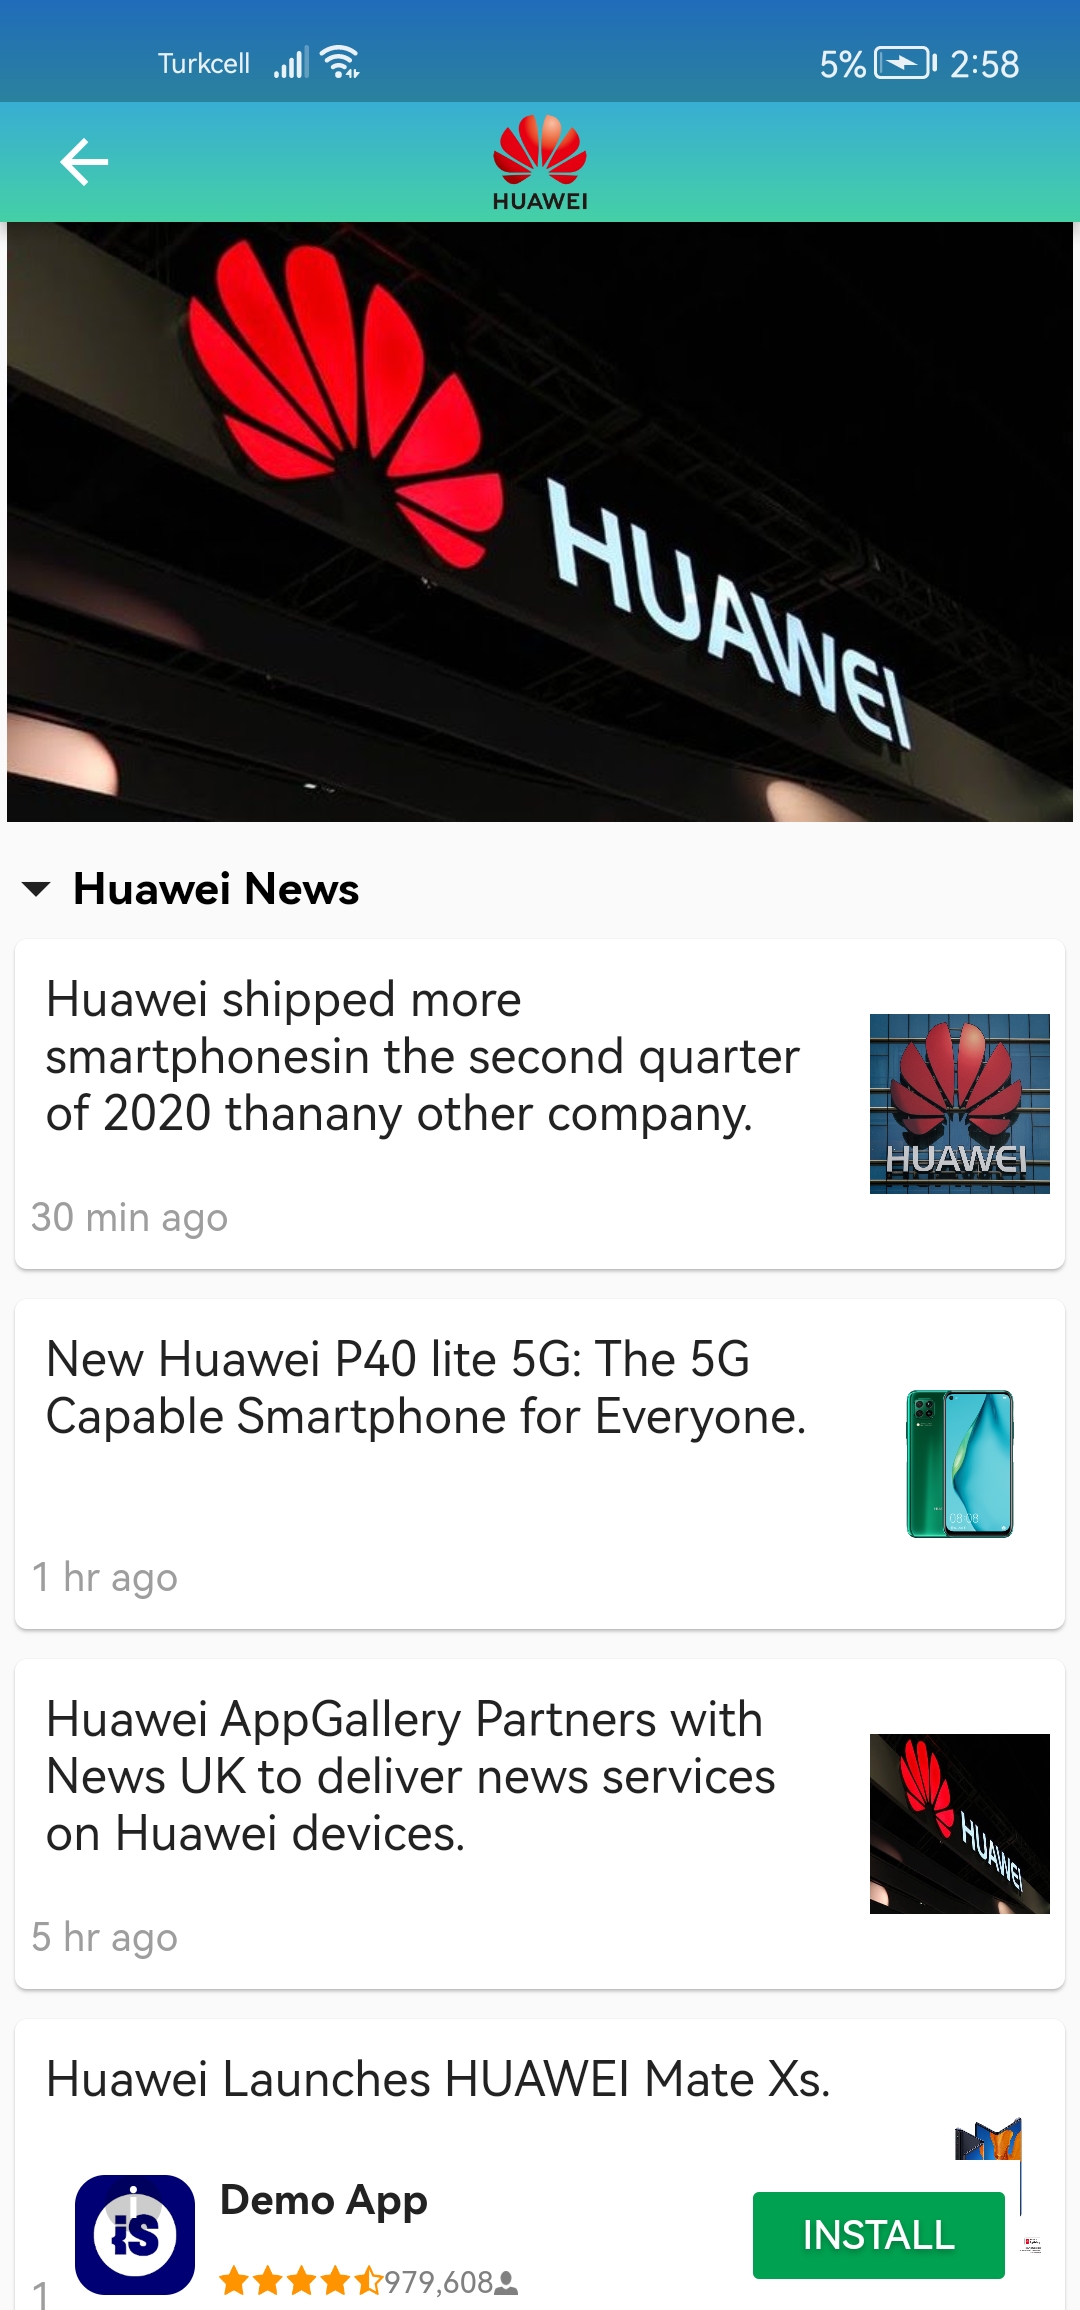 Turkcell
5% 2:58
HUAWEI
HUAWEI
Huawei News
Huawei shipped more
smartphonesin the second quarter
of 2020 thanany other company.
HUAWEI
30 min ago
New Huawei P40 lite 5G: The 5G
Capable Smartphone for Everyone.
08:08
1 hr ago
Huawei AppGallery Partners with
News UK to deliver news services
on Huawei devices.
HUAWEI
5 hr ago
Huawei Launches HUAWEI Mate Xs.
Demo App
INSTALL
979,608
1